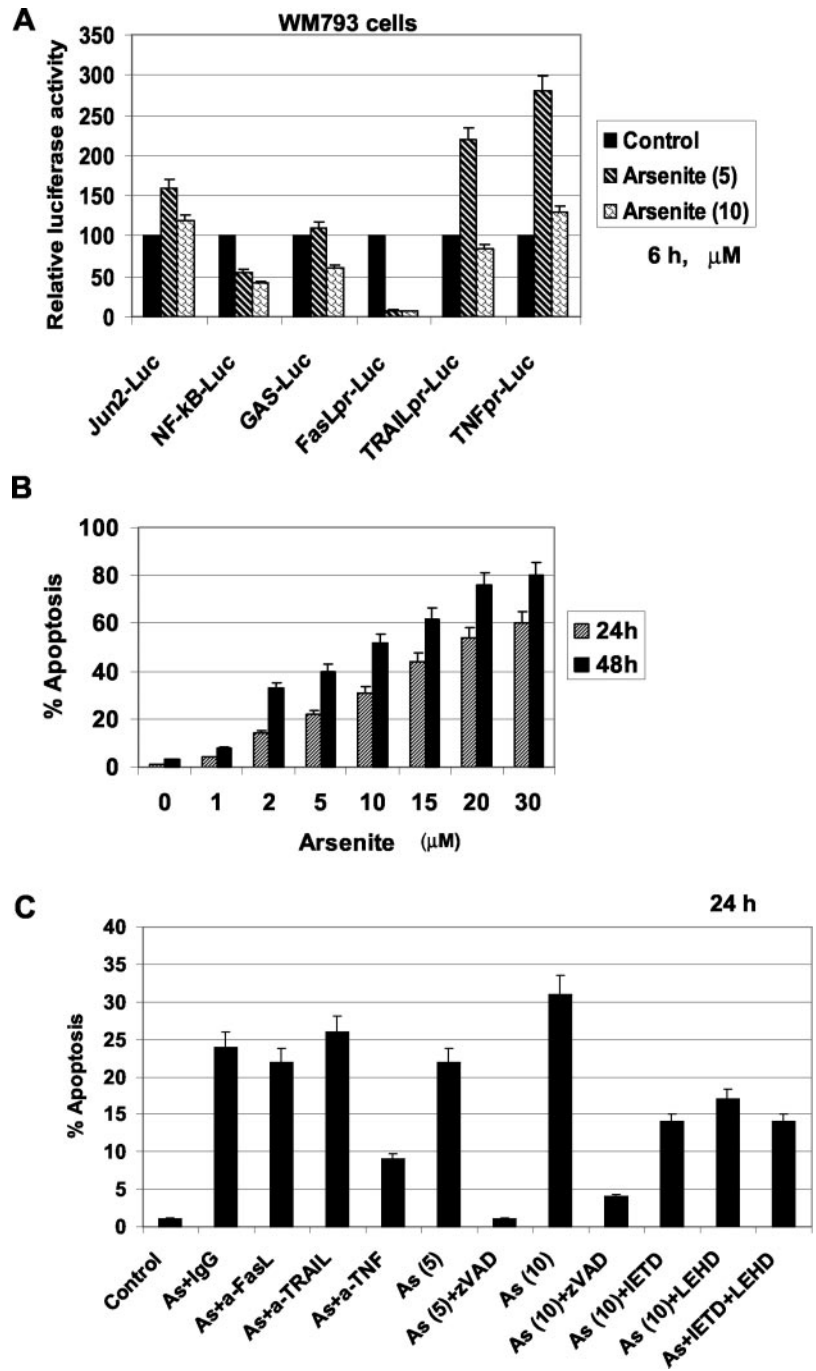 A
WM793 cells
Relative luciferase activity
350
300
250
200
150
100
50
0
Jun2-Luc
NF-kB-Luc
GAS-Luc
FasLpr-Luc
TRAILpr-Luc
TNFpr-Luc
Control
Arsenite (5)
Arsenite (10)
6 h, μM
B
% Apoptosis
100
80
60
40
20
0
0 1 2 5 10 15 20 30
Arsenite (μM)
24h
48h
C
24 h
% Apoptosis
40
35
30
25
20
15
10
5
0
Control
As+IgG
As+a-FasL
As+a-TRAIL
As+a-TNF
As (5)
As (5)+zVAD
As (10)
As (10)+zVAD
As (10)+IETD
As (10)+LEHD
As+IETD+LEHD